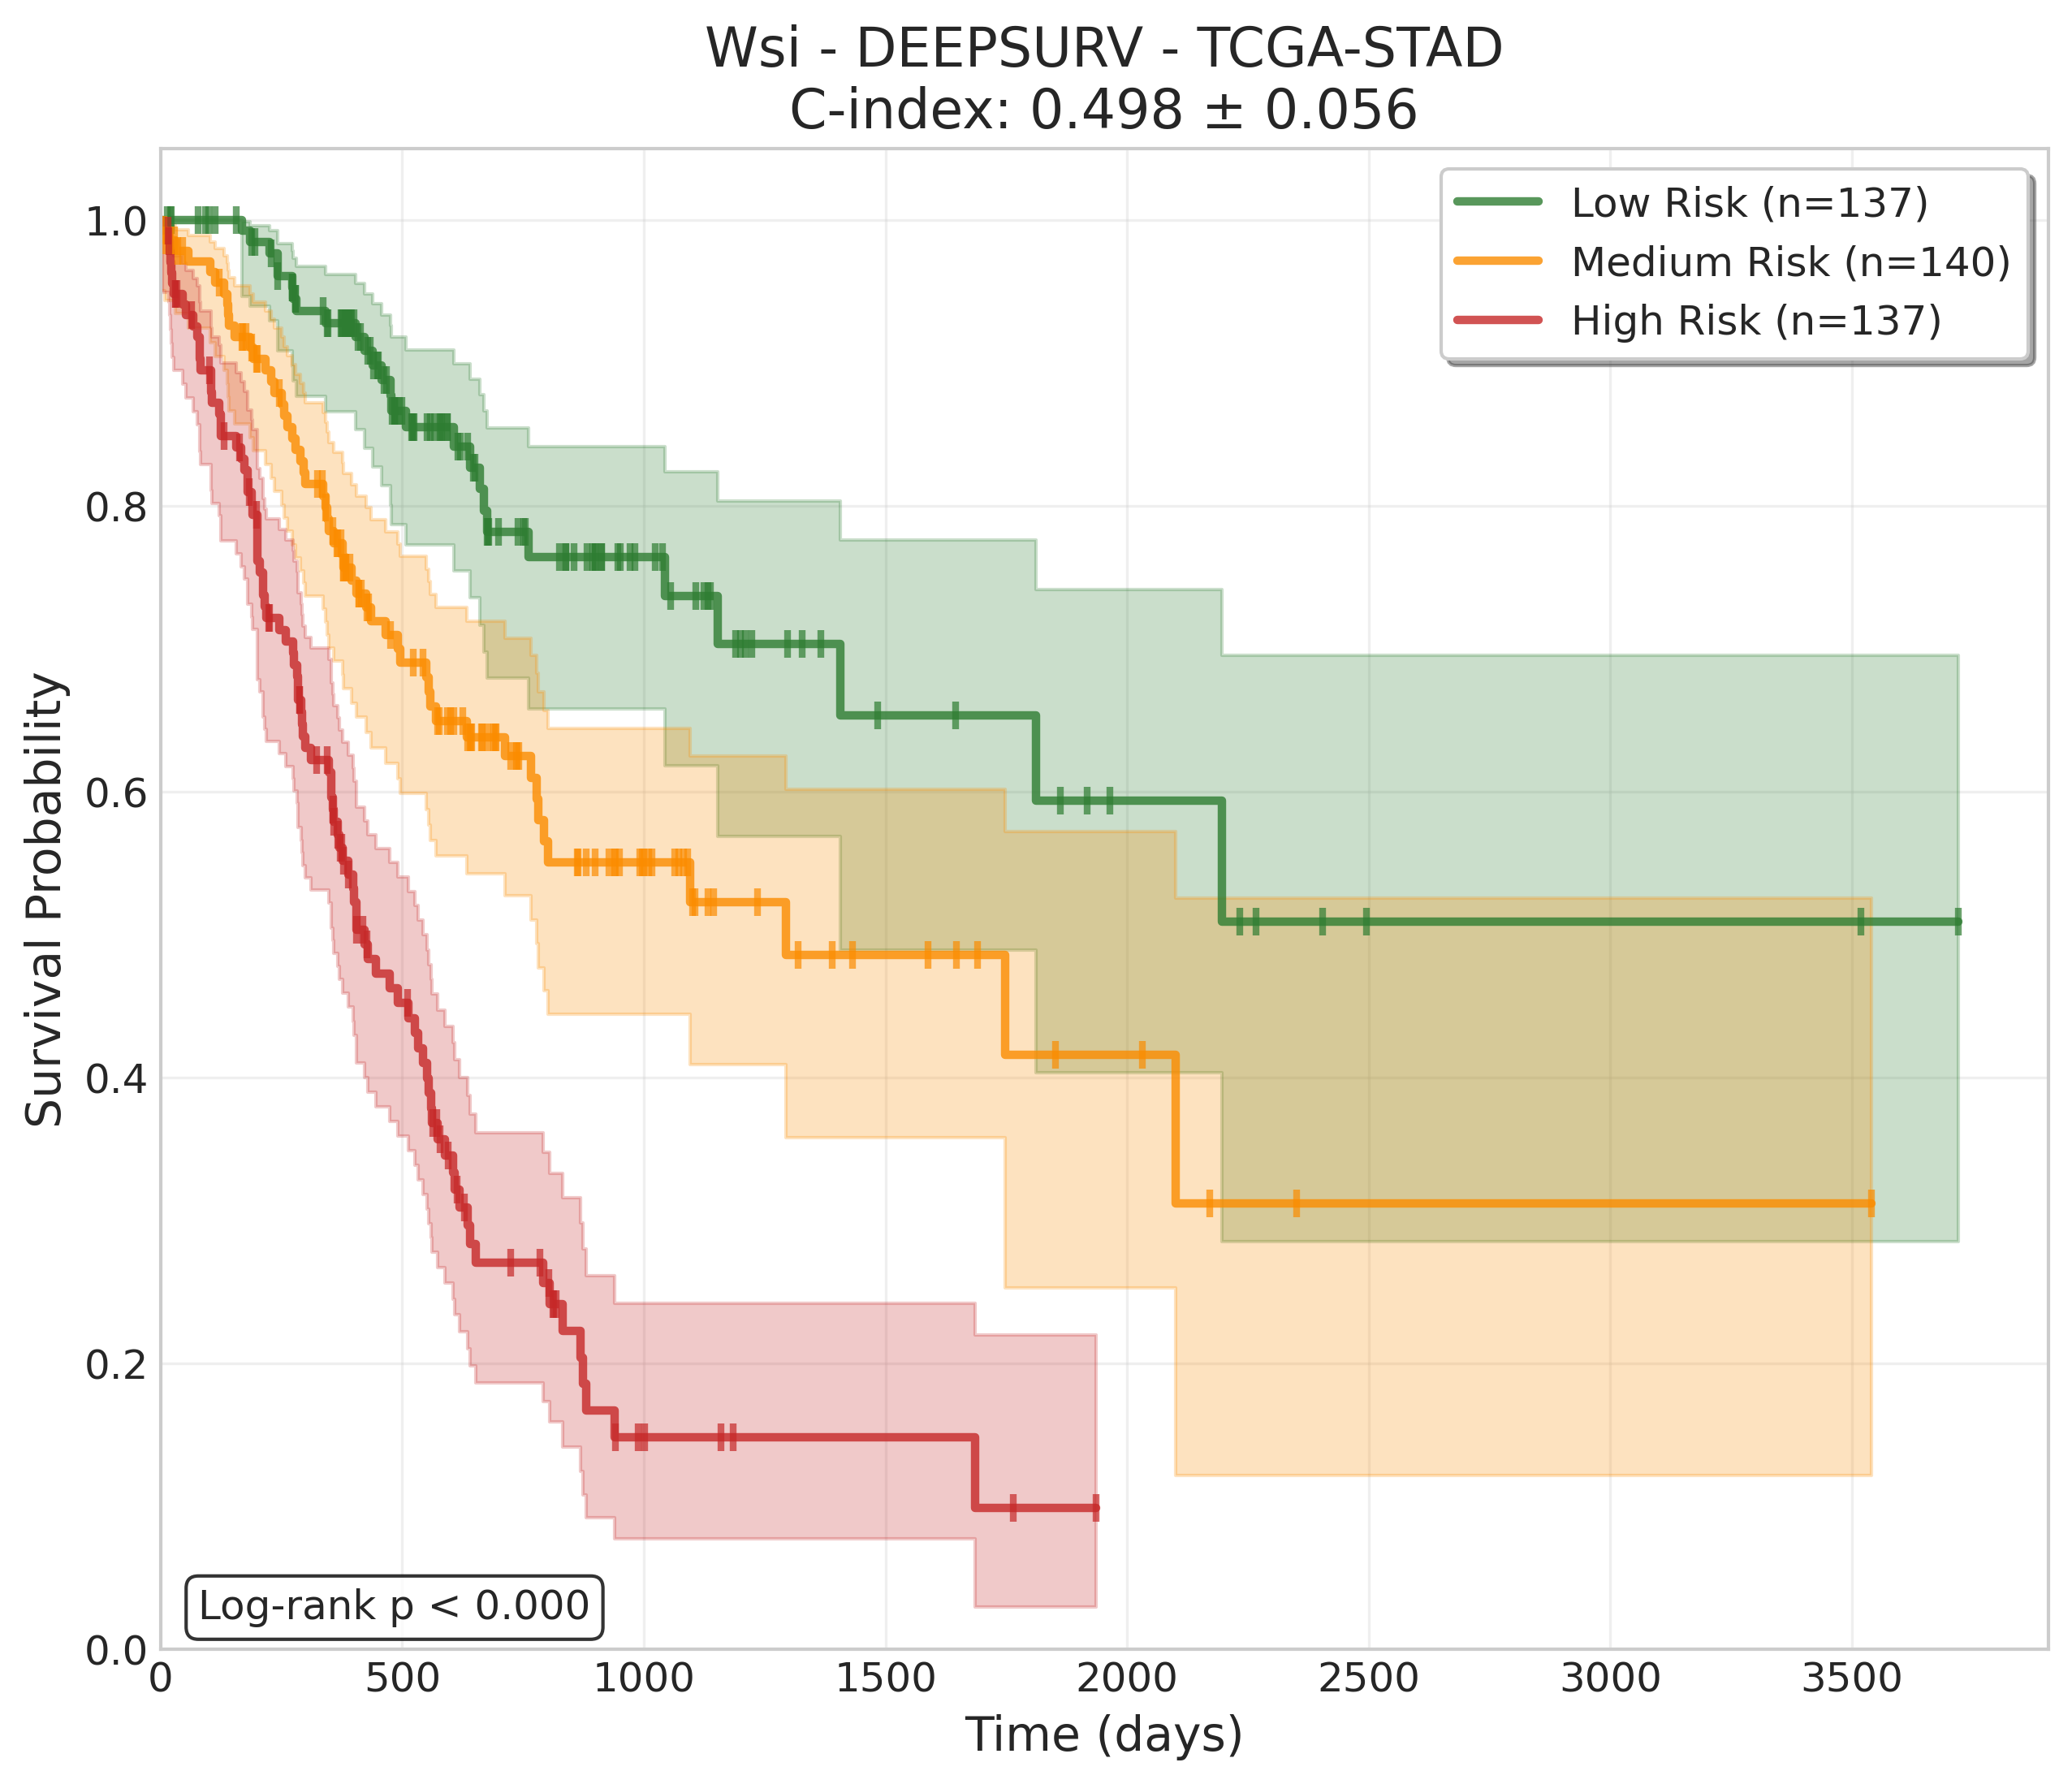 Wsi - DEEPSURV - TCGA-STAD
C-index: 0.498 ± 0.056
Low Risk (n=137)
Medium Risk (n=140)
High Risk (n=137)
Survival Probability
1.0
0.8
0.6
0.4
0.2
0.0
Log-rank p < 0.000
0 500 1000 1500 2000 2500 3000 3500
Time (days)